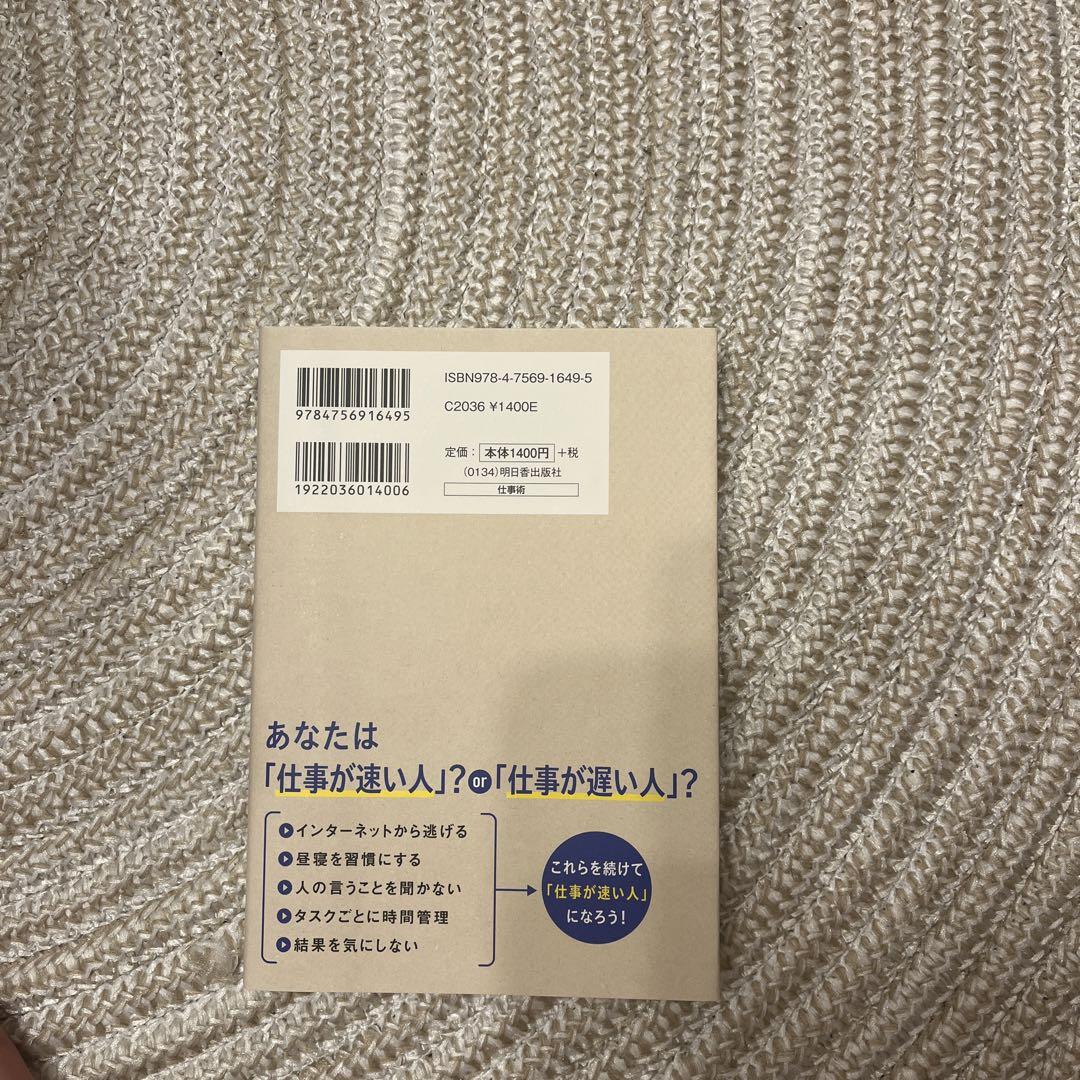 ISBN978-4-7569-1649-5
9784756916495
C2036 ¥1400E
定価： 本体1400円 +税
(0134)明日香出版社
1922036014006
仕事術
あなたは
「仕事が速い人」？or「仕事が遅い人」？
インターネットから逃げる
昼寝を習慣にする
人の言うことを聞かない
タスクごとに時間管理
結果を気にしない
これらを続けて
「仕事が速い人」
になろう！